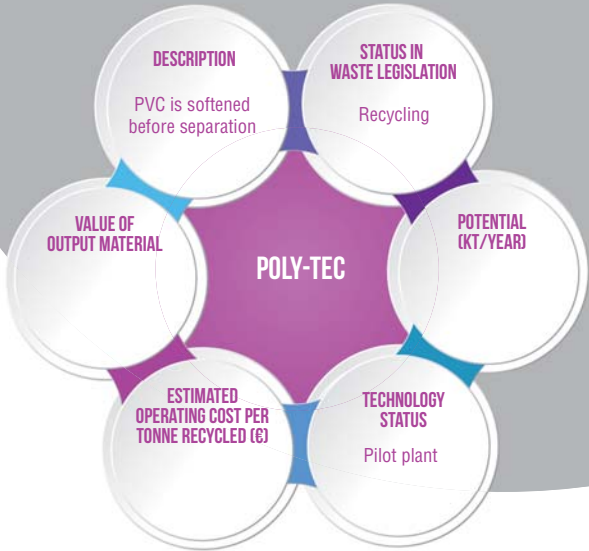 DESCRIPTION
PVC is softened
before separation
STATUS IN
WASTE LEGISLATION
Recycling
VALUE OF
OUTPUT MATERIAL
POLY-TEC
POTENTIAL
(KT/YEAR)
ESTIMATED
OPERATING COST PER
TONNE RECYCLED (€)
TECHNOLOGY
STATUS
Pilot plant